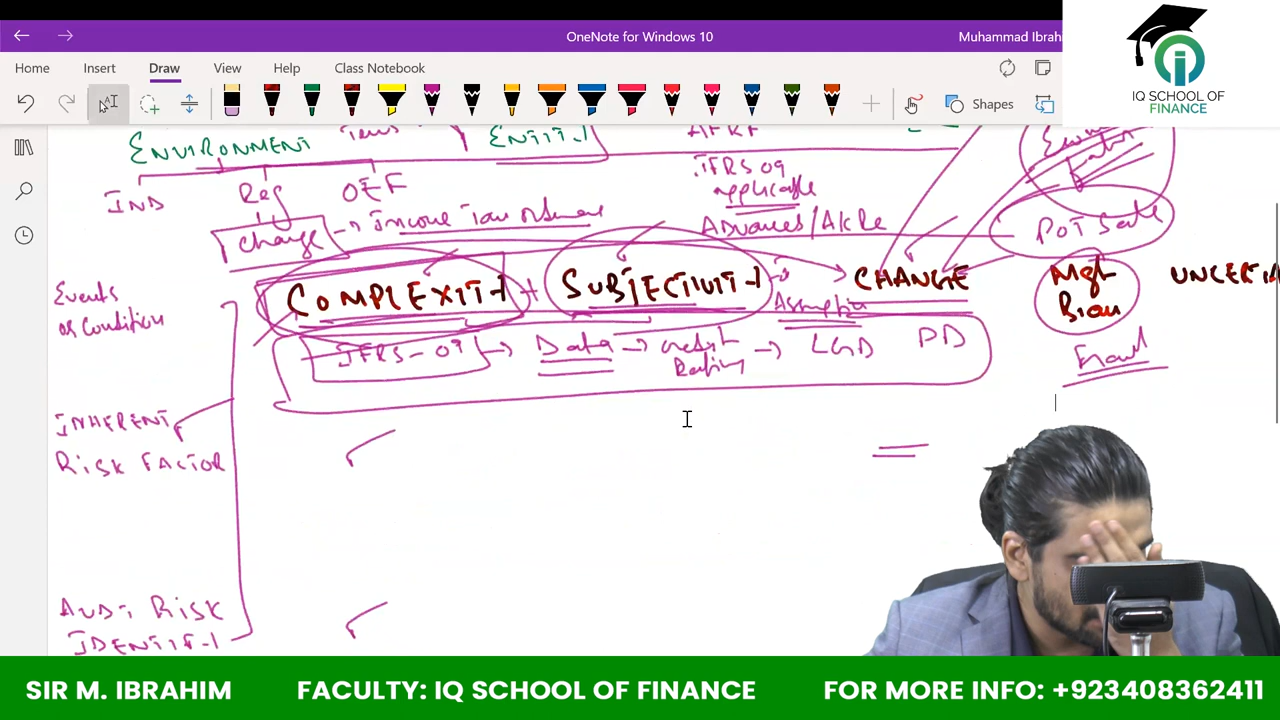 OneNote for Windows 10
Muhammad Ibrah
Home Insert Draw View Help Class Notebook
Shapes
IQ SCHOOL OF
FINANCE
ENVIRONMENT
ENTITY
AFRF
IND Reg OEF
IFRS 09
applicable
change Income Tax
Advances/
POT
COMPLEXITY + SUBJECTIVITY CHANGE
Mgt
Bias
UNCERTA
Assumption
Events
or Condition
IFRS-09 Data credit
Rating LGD PD
Fraud
INHERENT
RISK FACTOR
AUDIT RISK
IDENTIFY
SIR M. IBRAHIM FACULTY: IQ SCHOOL OF FINANCE FOR MORE INFO: +923408362411